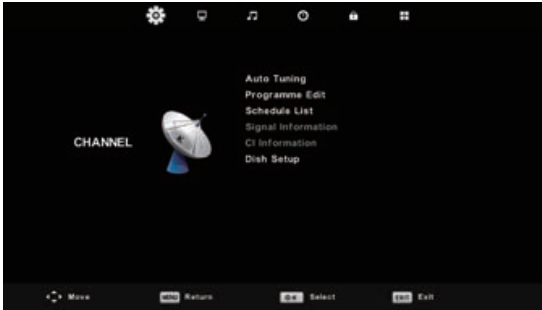 Auto Tuning
Programme Edit
Schedule List
Signal Information
CHANNEL
CI Information
Dish Setup
Move MENU Return OK Select EXIT Exit